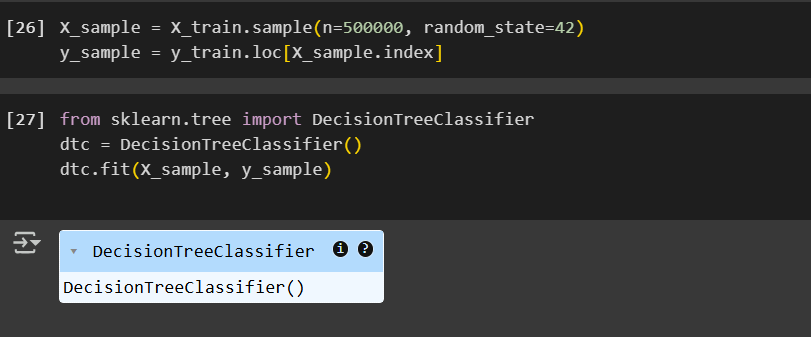 [26] X_sample = X_train.sample(n=500000, random_state=42)
y_sample = y_train.loc[X_sample.index]
[27] from sklearn.tree import DecisionTreeClassifier
dtc = DecisionTreeClassifier()
dtc.fit(X_sample, y_sample)
DecisionTreeClassifier i ?
DecisionTreeClassifier()